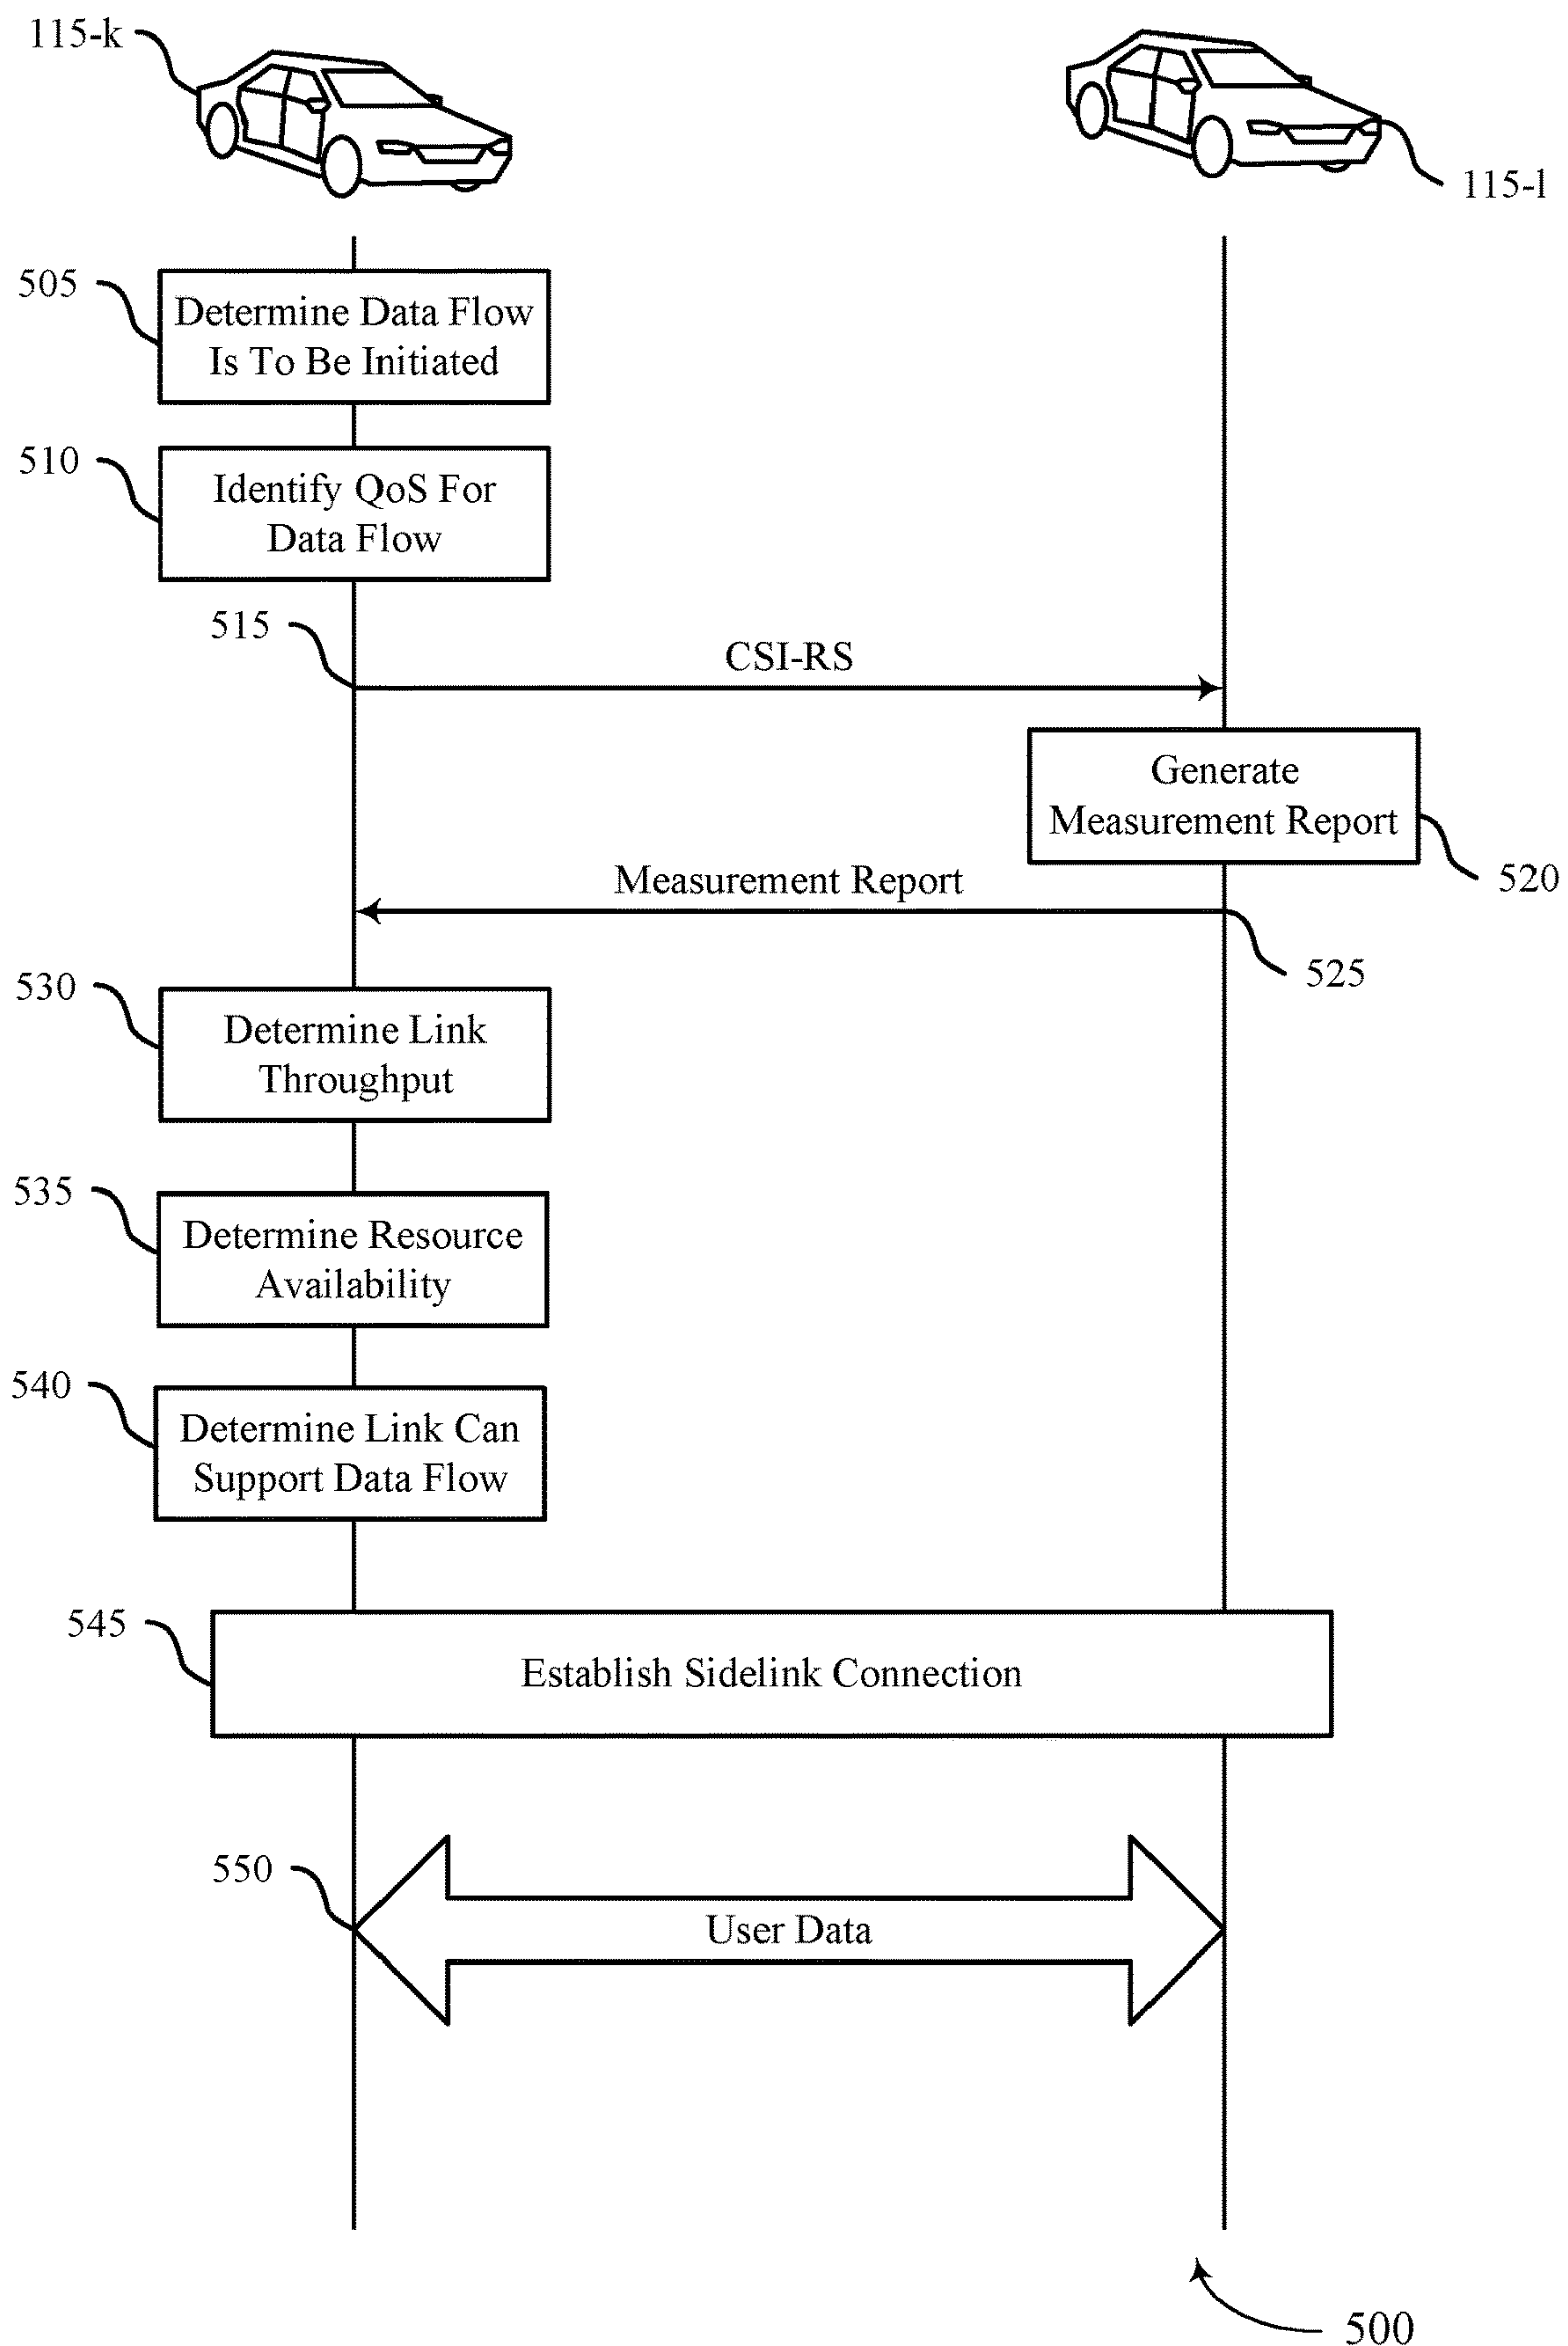 115-k
115-l
505
Determine Data Flow
Is To Be Initiated
510
Identify QoS For
Data Flow
515
CSI-RS
Generate
Measurement Report
520
Measurement Report
525
530
Determine Link
Throughput
535
Determine Resource
Availability
540
Determine Link Can
Support Data Flow
545
Establish Sidelink Connection
550
User Data
500